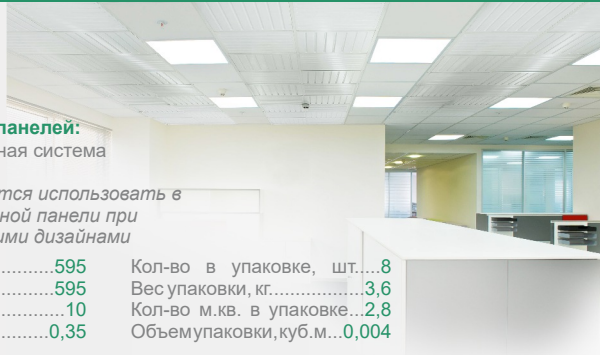 панелей:
ная система
тся использовать в
ной панели при
ими дизайнами
............595
............595
..............10
...........0,35
Кол-во в упаковке, шт.....8
Вес упаковки, кг..................3,6
Кол-во м.кв. в упаковке...2,8
Объем упаковки, куб.м...0,004